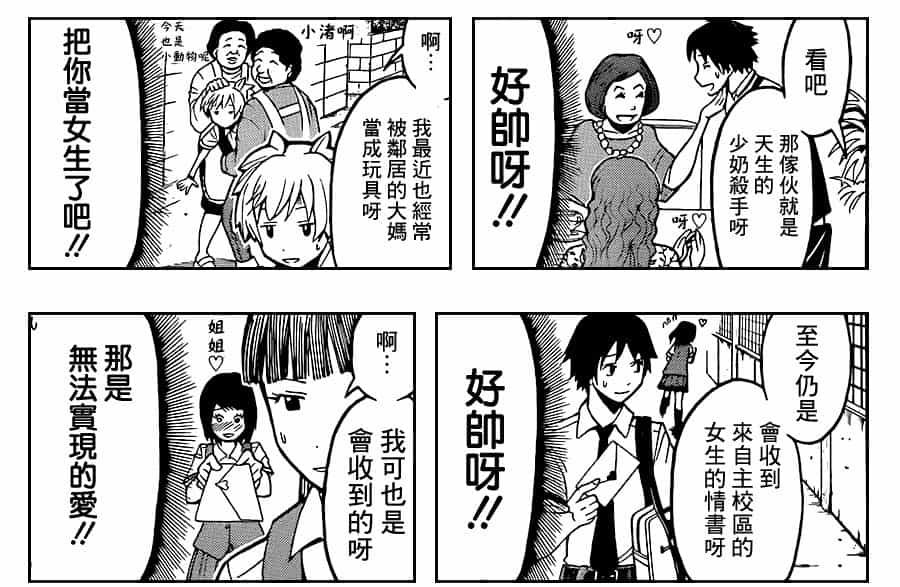 看吧
那傢伙就是
天生的
少奶殺手呀
呀♡
呀♡
好帥呀!!
啊…
我最近也經常
被鄰居的大媽
當成玩具呀
小渚啊
今天
也是
小動物呢
把你當女生了吧!!
至今仍是
會收到
來自主校區的
女生的情書呀
好帥呀!!
啊…
我可也是
會收到的呀
姐姐♡
那是
無法實現的愛!!